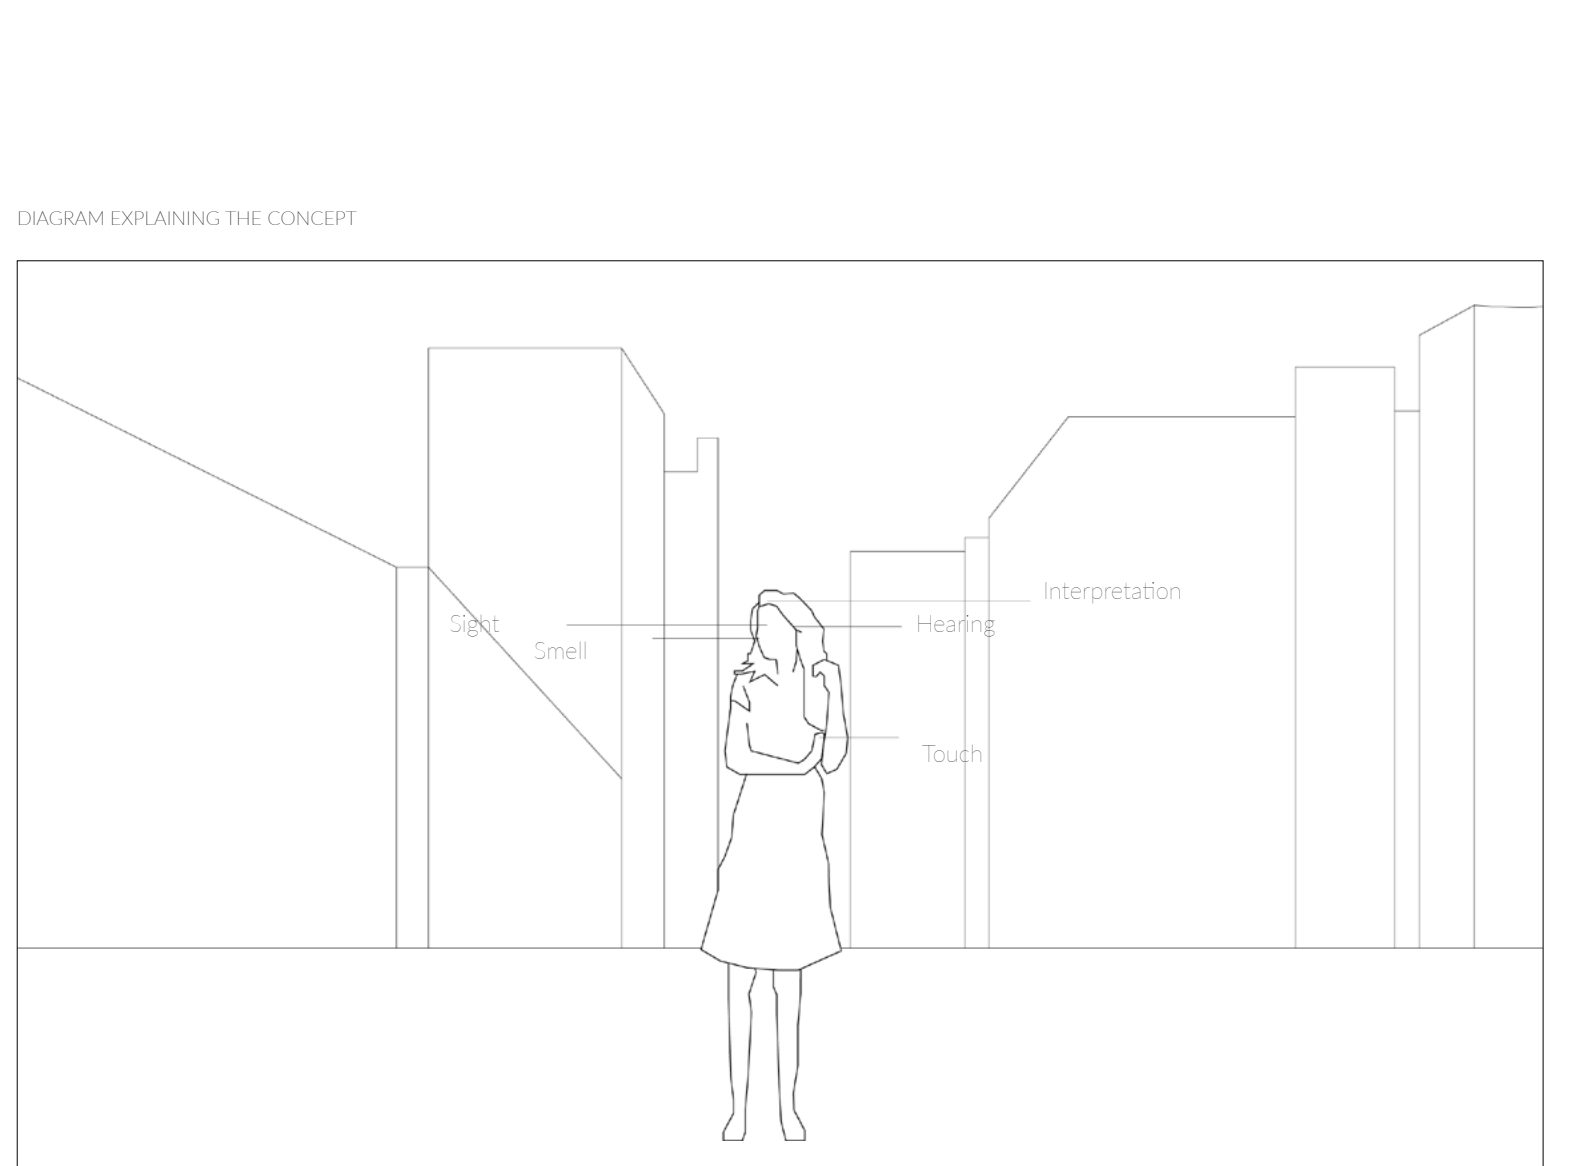 DIAGRAM EXPLAINING THE CONCEPT
Interpretation
Sight
Hearing
Smell
Touch